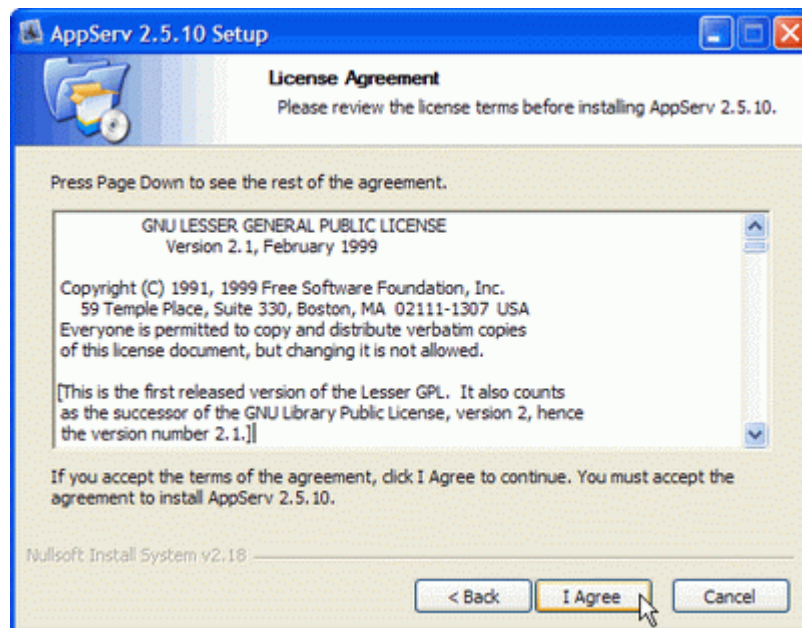 AppServ 2.5.10 Setup
License Agreement
Please review the license terms before installing AppServ 2.5.10.
Press Page Down to see the rest of the agreement.
GNU LESSER GENERAL PUBLIC LICENSE
Version 2.1, February 1999
Copyright (C) 1991, 1999 Free Software Foundation, Inc.
59 Temple Place, Suite 330, Boston, MA  02111-1307  USA
Everyone is permitted to copy and distribute verbatim copies
of this license document, but changing it is not allowed.
[This is the first released version of the Lesser GPL.  It also counts
as the successor of the GNU Library Public License, version 2, hence
the version number 2.1.]
If you accept the terms of the agreement, click I Agree to continue. You must accept the
agreement to install AppServ 2.5.10.
Nullsoft Install System v2.18
< Back
I Agree
Cancel